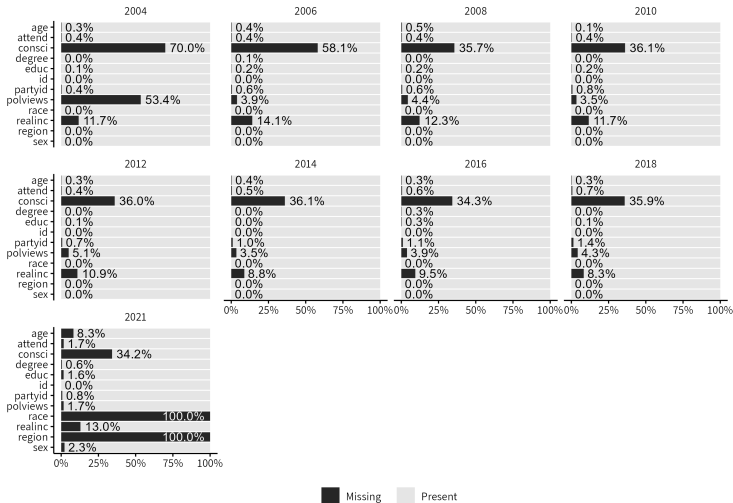 2004 2006 2008 2010
age 0.3% 0.4% 0.5% 0.1%
attend 0.4% 0.4% 0.4% 0.4%
consci 70.0% 58.1% 35.7% 36.1%
degree 0.0% 0.1% 0.0% 0.0%
educ 0.1% 0.2% 0.2% 0.2%
id 0.0% 0.0% 0.0% 0.0%
partyid 0.4% 0.6% 0.6% 0.8%
polviews 53.4% 3.9% 4.4% 3.5%
race 0.0% 0.0% 0.0% 0.0%
realinc 11.7% 14.1% 12.3% 11.7%
region 0.0% 0.0% 0.0% 0.0%
sex 0.0% 0.0% 0.0% 0.0%
2012 2014 2016 2018
age 0.3% 0.4% 0.3% 0.3%
attend 0.4% 0.5% 0.6% 0.7%
consci 36.0% 36.1% 34.3% 35.9%
degree 0.0% 0.0% 0.3% 0.0%
educ 0.1% 0.0% 0.3% 0.1%
id 0.0% 0.0% 0.0% 0.0%
partyid 0.7% 1.0% 1.1% 1.4%
polviews 5.1% 3.5% 3.9% 4.3%
race 0.0% 0.0% 0.0% 0.0%
realinc 10.9% 8.8% 9.5% 8.3%
region 0.0% 0.0% 0.0% 0.0%
sex 0.0% 0.0% 0.0% 0.0%
0% 25% 50% 75% 100% 0% 25% 50% 75% 100% 0% 25% 50% 75% 100%
2021
age 8.3%
attend 1.7%
consci 34.2%
degree 0.6%
educ 1.6%
id 0.0%
partyid 0.8%
polviews 1.7%
race 100.0%
realinc 13.0%
region 100.0%
sex 2.3%
0% 25% 50% 75% 100%
Missing Present